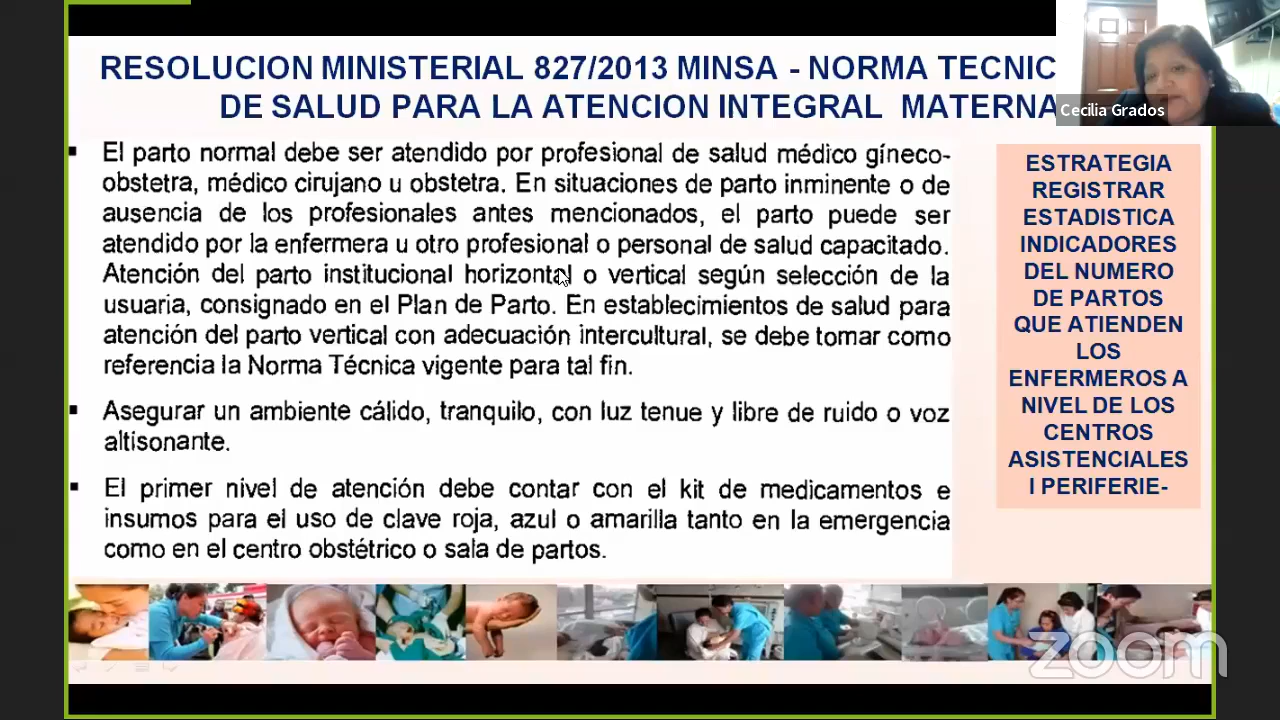 RESOLUCION MINISTERIAL 827/2013 MINSA - NORMA TECNIC
DE SALUD PARA LA ATENCION INTEGRAL MATERNA
Cecilia Grados
▪ El parto normal debe ser atendido por profesional de salud médico gíneco-
obstetra, médico cirujano u obstetra. En situaciones de parto inminente o de
ausencia de los profesionales antes mencionados, el parto puede ser
atendido por la enfermera u otro profesional o personal de salud capacitado.
Atención del parto institucional horizontal o vertical según selección de la
usuaria, consignado en el Plan de Parto. En establecimientos de salud para
atención del parto vertical con adecuación intercultural, se debe tomar como
referencia la Norma Técnica vigente para tal fin.
▪ Asegurar un ambiente cálido, tranquilo, con luz tenue y libre de ruido o voz
altisonante.
▪ El primer nivel de atención debe contar con el kit de medicamentos e
insumos para el uso de clave roja, azul o amarilla tanto en la emergencia
como en el centro obstétrico o sala de partos.
ESTRATEGIA
REGISTRAR
ESTADISTICA
INDICADORES
DEL NUMERO
DE PARTOS
QUE ATIENDEN
LOS
ENFERMEROS A
NIVEL DE LOS
CENTROS
ASISTENCIALES
I PERIFERIE-
zoom